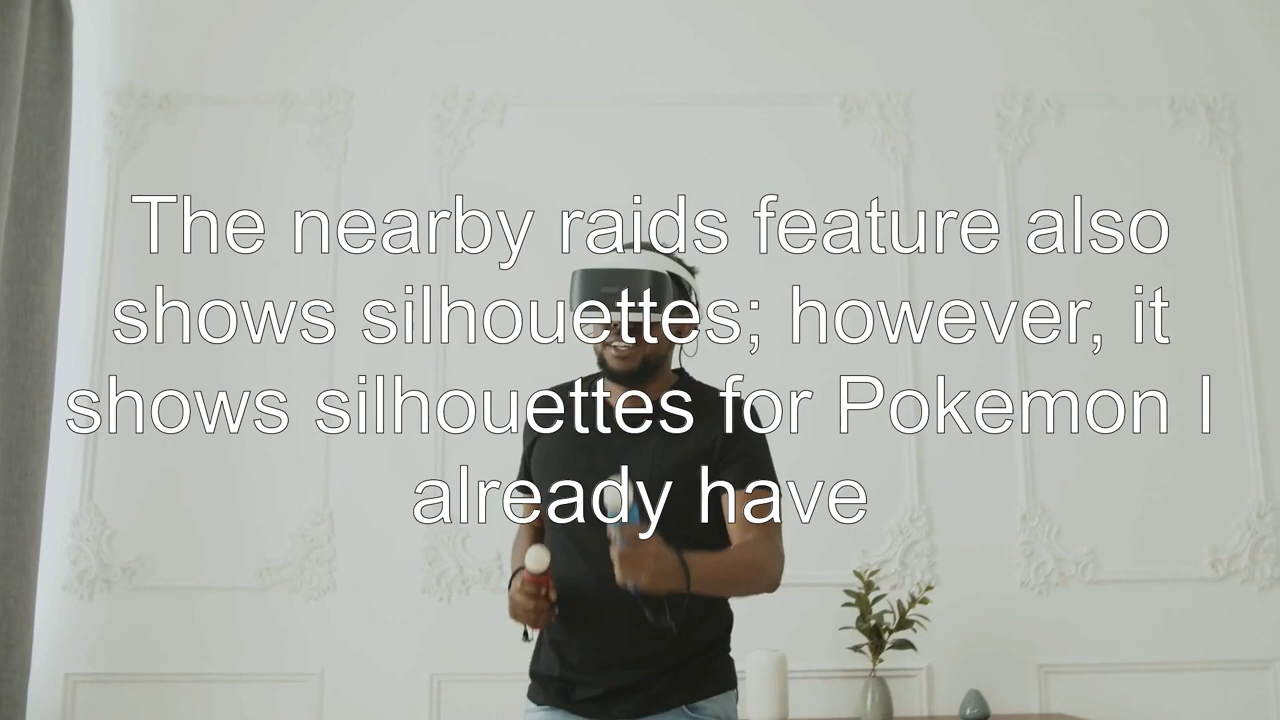 The nearby raids feature also
shows silhouettes; however, it
shows silhouettes for Pokemon I
already have